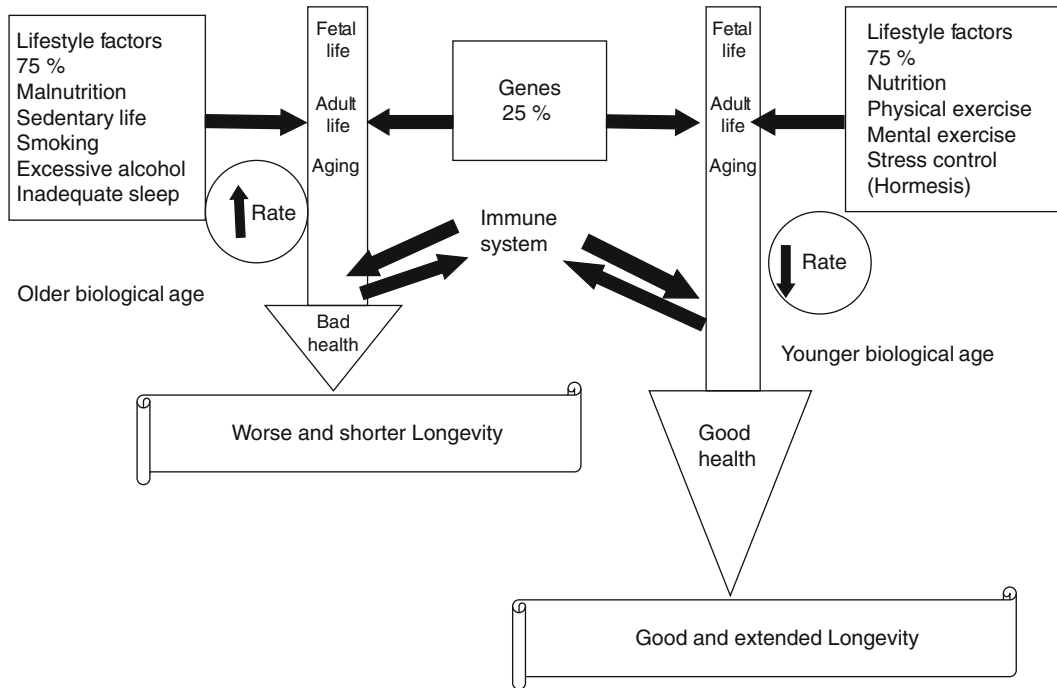 Lifestyle factors
75 %
Malnutrition
Sedentary life
Smoking
Excessive alcohol
Inadequate sleep
Rate
Older biological age
Fetal
life
Adult
life
Aging
Bad
health
Worse and shorter Longevity
Genes
25 %
Immune
system
Fetal
life
Adult
life
Aging
Good
health
Good and extended Longevity
Lifestyle factors
75 %
Nutrition
Physical exercise
Mental exercise
Stress control
(Hormesis)
Rate
Younger biological age